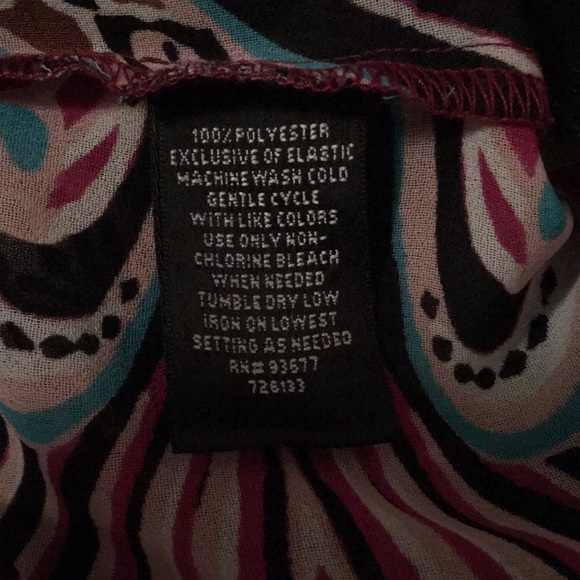 100% POLYESTER
EXCLUSIVE OF ELASTIC
MACHINE WASH COLD
GENTLE CYCLE
WITH LIKE COLORS
USE ONLY NON-
CHLORINE BLEACH
WHEN NEEDED
TUMBLE DRY LOW
IRON ON LOWEST
SETTING AS NEEDED
RN# 93677
726133